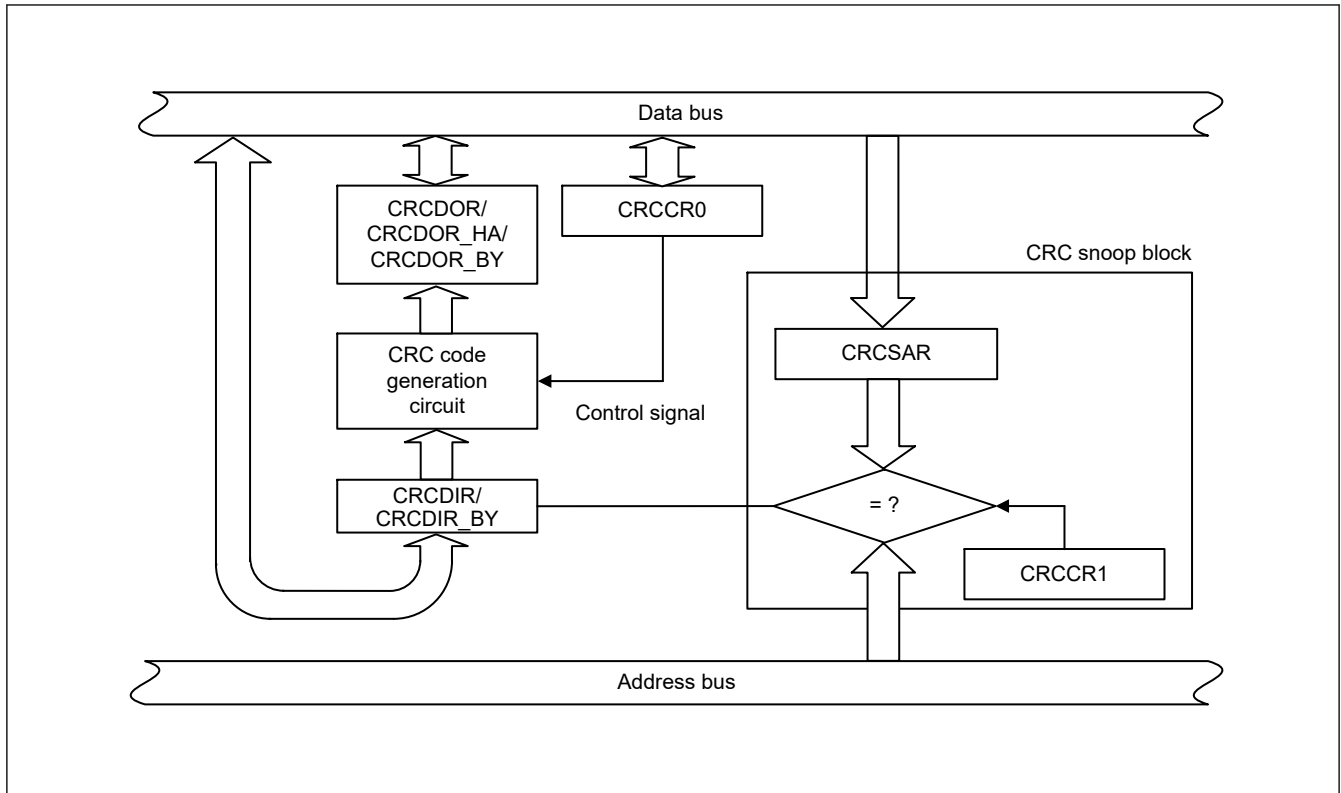 Data bus
CRCDOR/
CRCDOR_HA/
CRCDOR_BY
CRCCR0
CRC snoop block
CRCSAR
CRC code
generation
circuit
Control signal
CRCDIR/
CRCDIR_BY
= ?
CRCCR1
Address bus